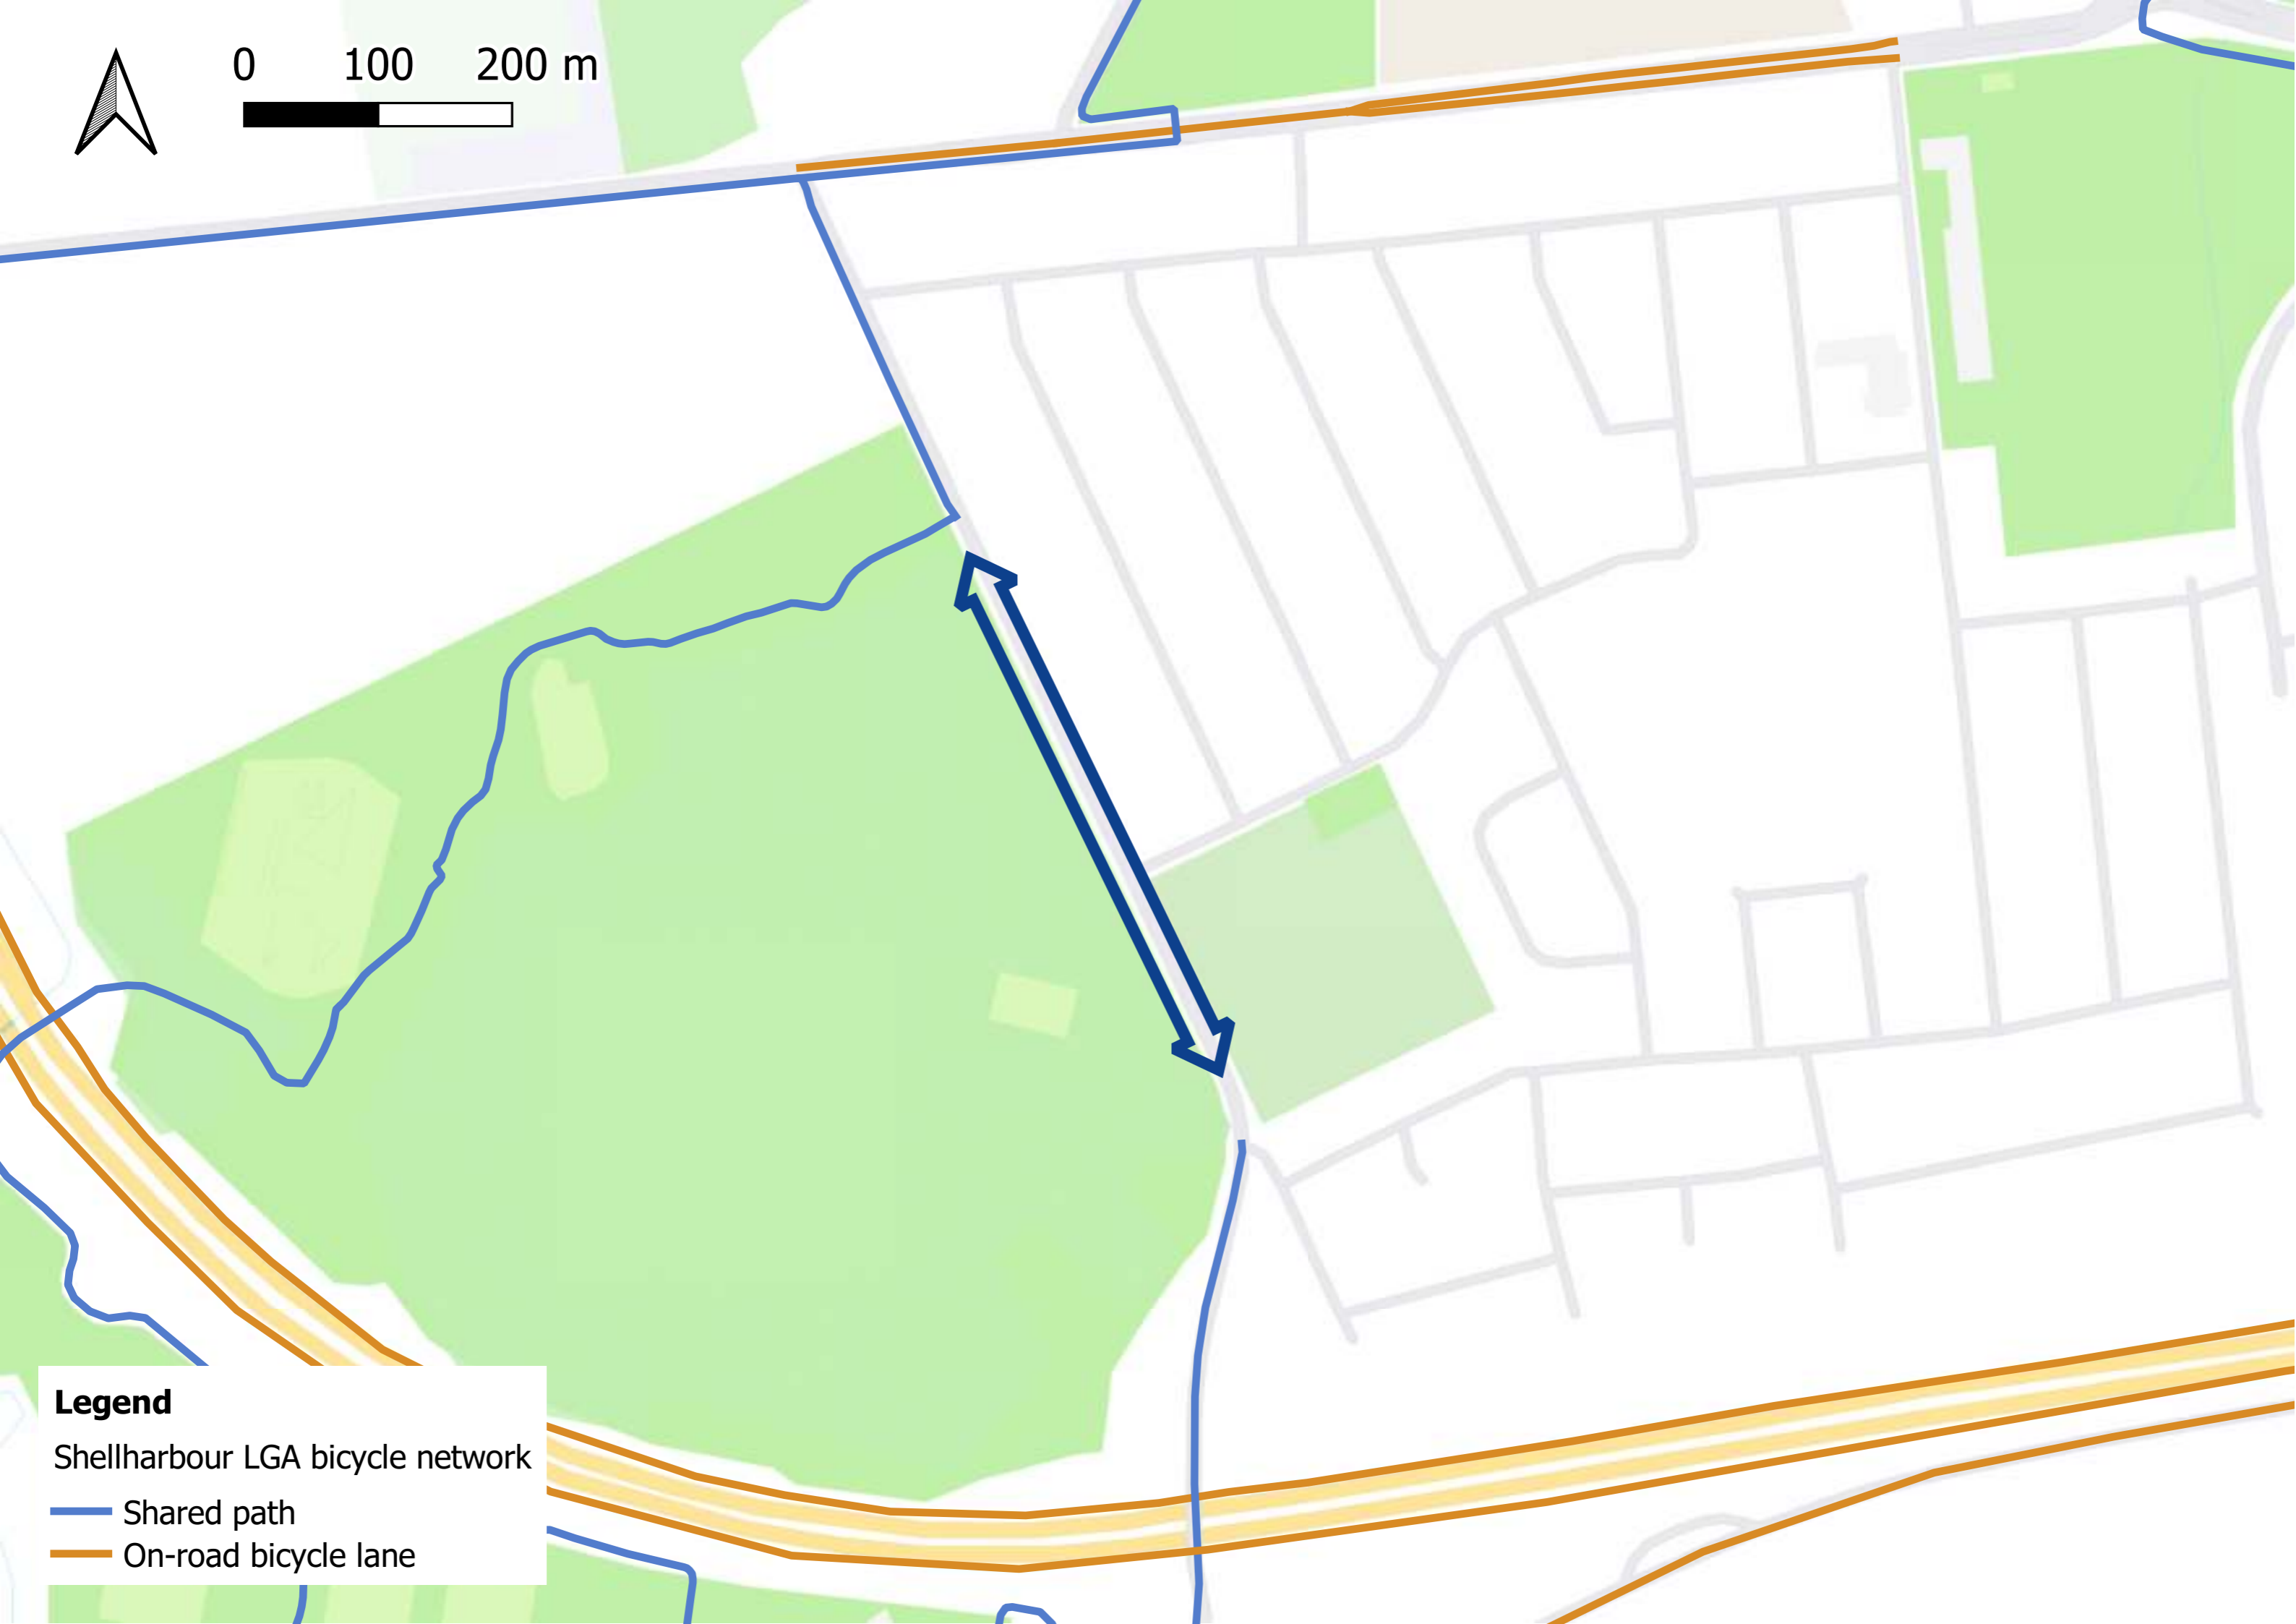 0 100 200 m
Legend
Shellharbour LGA bicycle network
Shared path
On-road bicycle lane